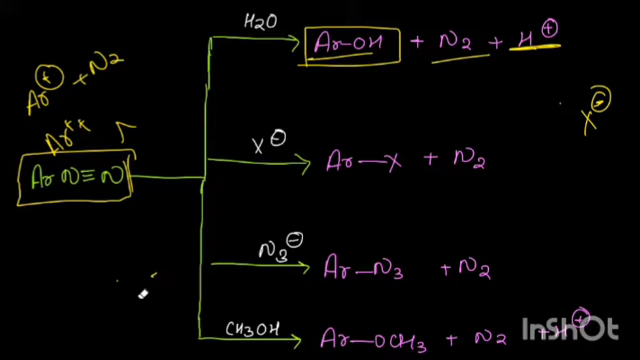 H2O
Ar-OH + N2 + H⊕
Ar⊕ + N2
X⊖
Ar
X⊖
Ar—X + N2
Ar N≡N
N3⊖
Ar—N3 + N2
CH3OH
Ar—OCH3 + N2 + H⊕
InShOt